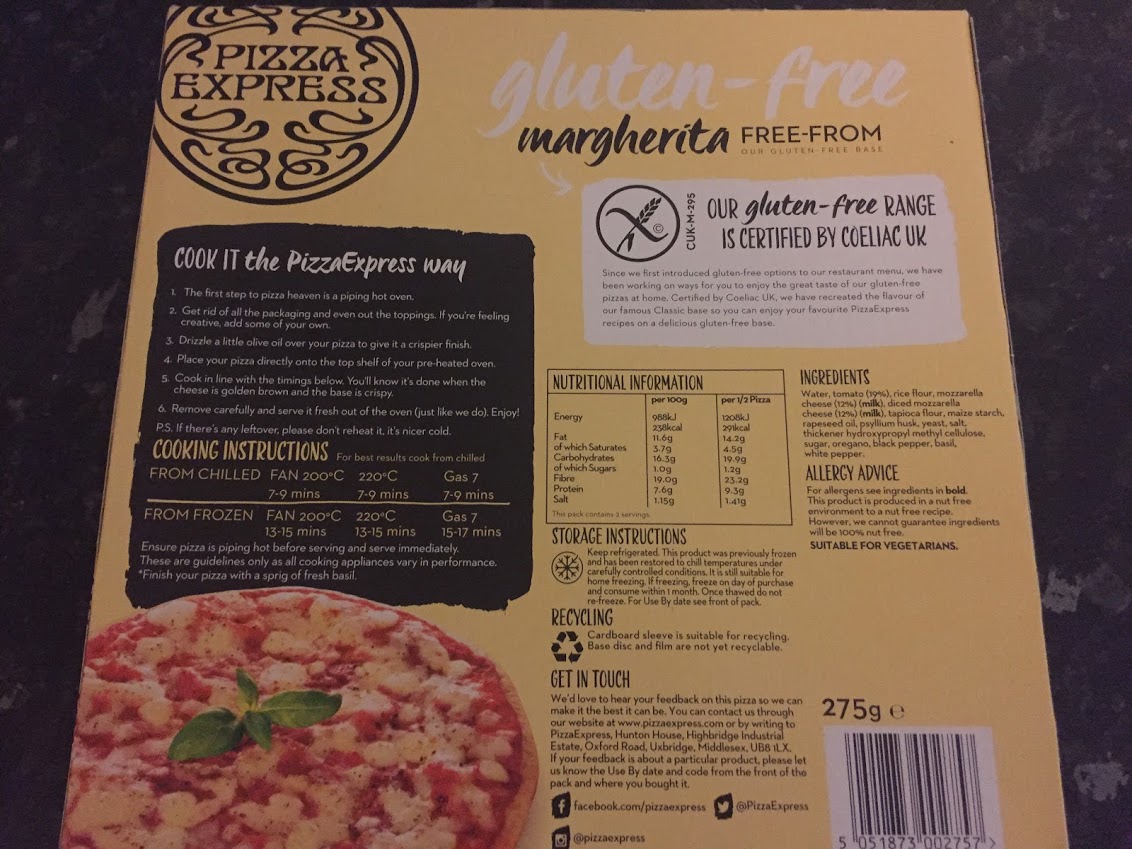 PIZZA
EXPRESS
gluten-free
margherita FREE-FROM
OUR GLUTEN-FREE BASE
CUK-M-295
OUR gluten-free RANGE
IS CERTIFIED BY COELIAC UK
Since we first introduced gluten-free options to our restaurant menu, we have
been working on ways for you to enjoy the great taste of our gluten-free
pizzas at home. Certified by Coeliac UK, we have recreated the flavour of
our famous Classic base so you can enjoy your favourite PizzaExpress
recipes on a delicious gluten-free base.
COOK IT the PizzaExpress way
1. The first step to pizza heaven is a piping hot oven.
2. Get rid of all the packaging and even out the toppings. If you're feeling
creative, add some of your own.
3. Drizzle a little olive oil over your pizza to give it a crispier finish.
4. Place your pizza directly onto the top shelf of your pre-heated oven.
5. Cook in line with the timings below. You'll know it's done when the
cheese is golden brown and the base is crispy.
6. Remove carefully and serve it fresh out of the oven (just like we do). Enjoy!
P.S. If there's any leftover, please don't reheat it, it's nicer cold.
COOKING INSTRUCTIONS For best results cook from chilled
FROM CHILLED FAN 200°C 220°C Gas 7
7-9 mins 7-9 mins 7-9 mins
FROM FROZEN FAN 200°C 220°C Gas 7
13-15 mins 13-15 mins 15-17 mins
Ensure pizza is piping hot before serving and serve immediately.
These are guidelines only as all cooking appliances vary in performance.
*Finish your pizza with a sprig of fresh basil.
NUTRITIONAL INFORMATION
per 100g per 1/2 Pizza
Energy 988kJ 1208kJ
238kcal 291kcal
Fat 11.6g 14.2g
of which Saturates 3.7g 4.5g
Carbohydrates 16.3g 19.9g
of which Sugars 1.0g 1.2g
Fibre 19.0g 23.2g
Protein 7.6g 9.3g
Salt 1.15g 1.41g
This pack contains 2 servings.
STORAGE INSTRUCTIONS
Keep refrigerated. This product was previously frozen
and has been restored to chill temperatures under
carefully controlled conditions. It is still suitable for
home freezing. If freezing, freeze on day of purchase
and consume within 1 month. Once thawed do not
re-freeze. For Use By date see front of pack.
RECYCLING
Cardboard sleeve is suitable for recycling.
Base disc and film are not yet recyclable.
GET IN TOUCH
We'd love to hear your feedback on this pizza so we can
make it the best it can be. You can contact us through
our website at www.pizzaexpress.com or by writing to
PizzaExpress, Hunton House, Highbridge Industrial
Estate, Oxford Road, Uxbridge, Middlesex, UB8 1LX.
If your feedback is about a particular product, please let
us know the Use By date and code from the front of the
pack and where you bought it.
facebook.com/pizzaexpress @PizzaExpress
@pizzaexpress
INGREDIENTS
Water, tomato (19%), rice flour, mozzarella
cheese (12%) (milk), diced mozzarella
cheese (12%) (milk), tapioca flour, maize starch,
rapeseed oil, psyllium husk, yeast, salt,
thickener hydroxypropyl methyl cellulose,
sugar, oregano, black pepper, basil,
white pepper.
ALLERGY ADVICE
For allergens see ingredients in bold.
This product is produced in a nut free
environment to a nut free recipe.
However, we cannot guarantee ingredients
will be 100% nut free.
SUITABLE FOR VEGETARIANS.
275g e
5 051873 002757 >